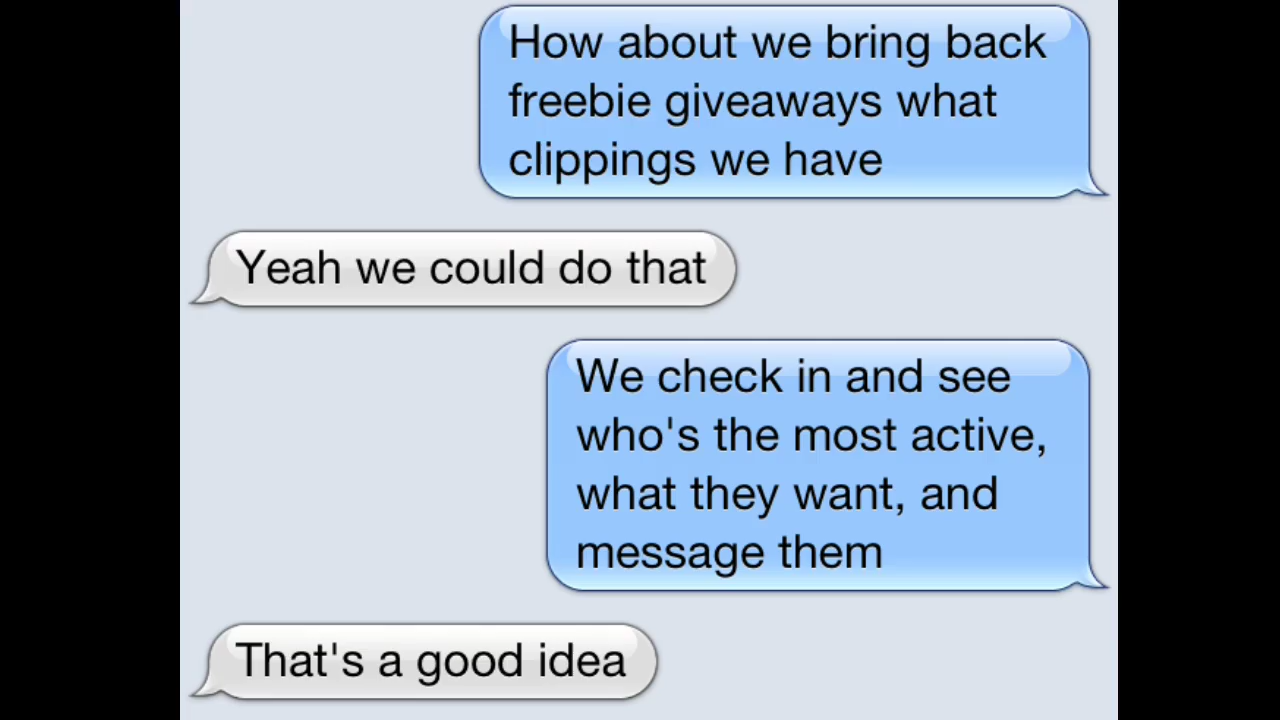 How about we bring back
freebie giveaways what
clippings we have
Yeah we could do that
We check in and see
who's the most active,
what they want, and
message them
That's a good idea